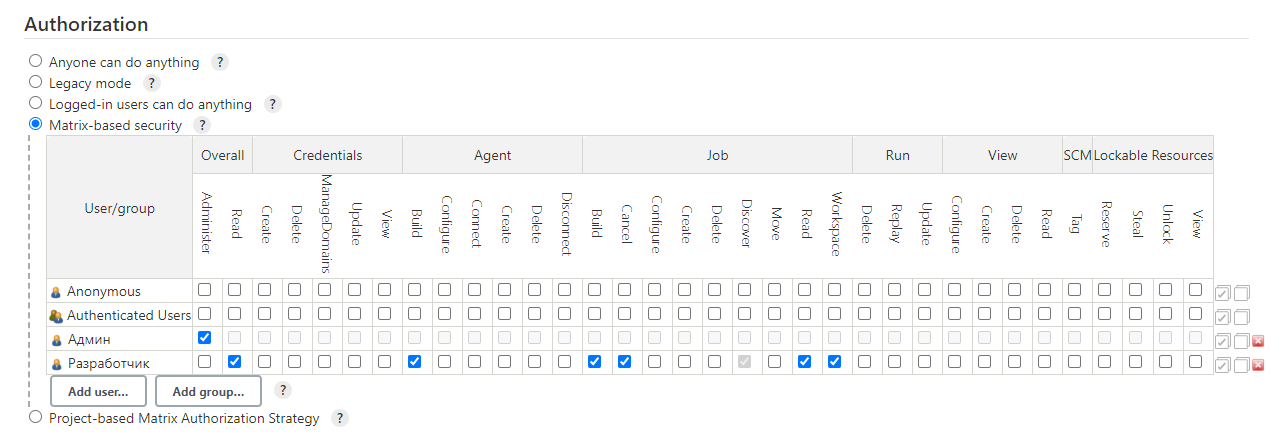 Authorization
Anyone can do anything ?
Legacy mode ?
Logged-in users can do anything ?
Matrix-based security ?
User/group Overall Credentials Agent Job Run View SCM Lockable Resources
Administer Read Create Delete ManageDomains Update View Build Configure Connect Create Delete Disconnect Build Cancel Configure Create Delete Discover Move Read Workspace Delete Replay Update Configure Create Delete Read Tag Reserve Steal Unlock View
Anonymous
Authenticated Users
Админ
Разработчик
Add user... Add group... ?
Project-based Matrix Authorization Strategy ?